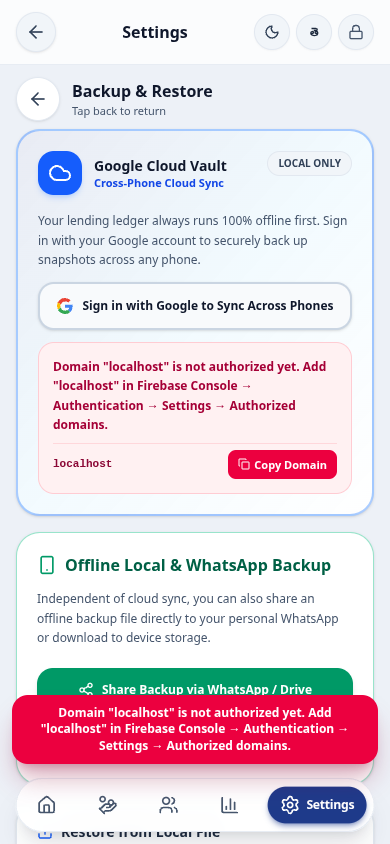 Settings
a
Backup & Restore
Tap back to return
Google Cloud Vault
Cross-Phone Cloud Sync
LOCAL ONLY
Your lending ledger always runs 100% offline first. Sign
in with your Google account to securely back up
snapshots across any phone.
Sign in with Google to Sync Across Phones
Domain "localhost" is not authorized yet. Add
"localhost" in Firebase Console →
Authentication → Settings → Authorized
domains.
localhost
Copy Domain
Offline Local & WhatsApp Backup
Independent of cloud sync, you can also share an
offline backup file directly to your personal WhatsApp
or download to device storage.
Share Backup via WhatsApp / Drive
Domain "localhost" is not authorized yet. Add
"localhost" in Firebase Console → Authentication →
Settings → Authorized domains.
Settings
Restore from Local File